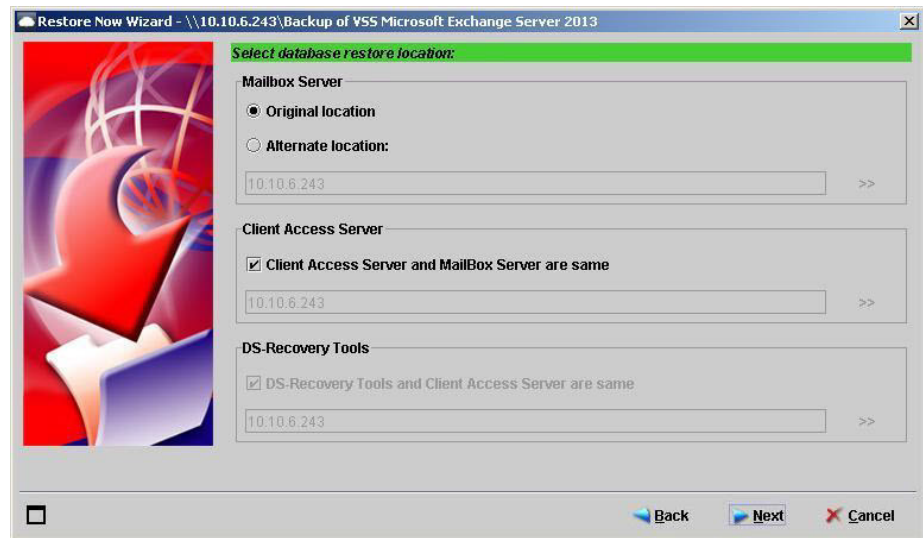 Restore Now Wizard - \\10.10.6.243\Backup of VSS Microsoft Exchange Server 2013
Select database restore location:
Mailbox Server
Original location
Alternate location:
10.10.6.243 >>
Client Access Server
Client Access Server and MailBox Server are same
10.10.6.243 >>
DS-Recovery Tools
DS-Recovery Tools and Client Access Server are same
10.10.6.243 >>
Back Next Cancel